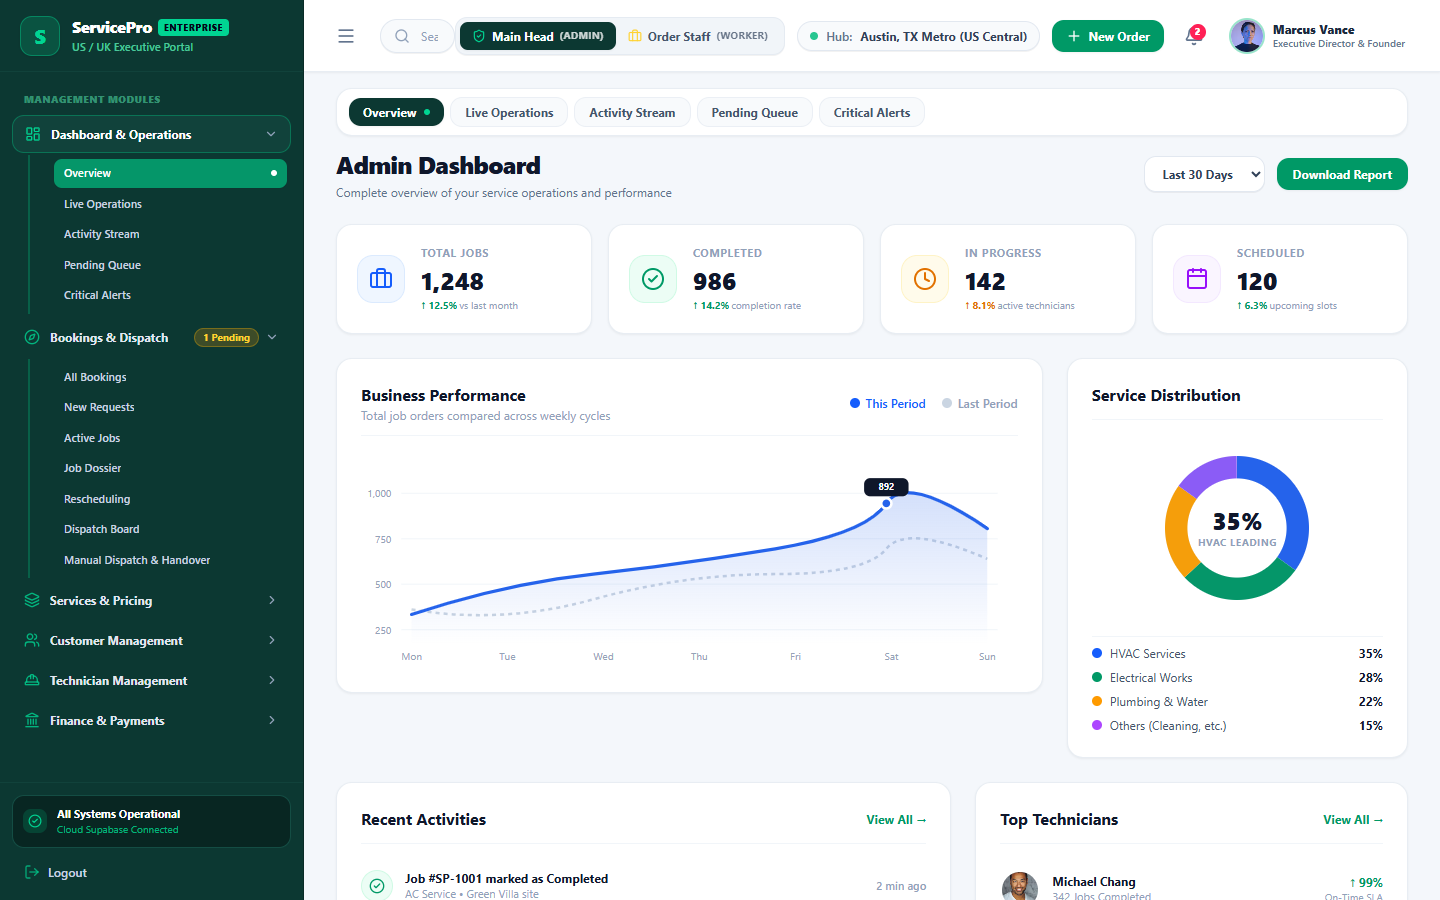 S
ServicePro ENTERPRISE
US / UK Executive Portal
MANAGEMENT MODULES
Dashboard & Operations
Overview
Live Operations
Activity Stream
Pending Queue
Critical Alerts
Bookings & Dispatch 1 Pending
All Bookings
New Requests
Active Jobs
Job Dossier
Rescheduling
Dispatch Board
Manual Dispatch & Handover
Services & Pricing
Customer Management
Technician Management
Finance & Payments
All Systems Operational
Cloud Supabase Connected
Logout
Main Head (ADMIN) Order Staff (WORKER)
Hub: Austin, TX Metro (US Central)
New Order
2
Marcus Vance
Executive Director & Founder
Overview Live Operations Activity Stream Pending Queue Critical Alerts
Admin Dashboard
Complete overview of your service operations and performance
Last 30 Days Download Report
TOTAL JOBS
1,248
↑ 12.5% vs last month
COMPLETED
986
↑ 14.2% completion rate
IN PROGRESS
142
↑ 8.1% active technicians
SCHEDULED
120
↑ 6.3% upcoming slots
Business Performance
Total job orders compared across weekly cycles
This Period Last Period
892
1,000
750
500
250
Mon Tue Wed Thu Fri Sat Sun
Service Distribution
35%
HVAC LEADING
HVAC Services 35%
Electrical Works 28%
Plumbing & Water 22%
Others (Cleaning, etc.) 15%
Recent Activities View All →
Job #SP-1001 marked as Completed
AC Service • Green Villa site
2 min ago
Top Technicians View All →
Michael Chang
342 Jobs Completed
↑ 99%
On-Time SLA